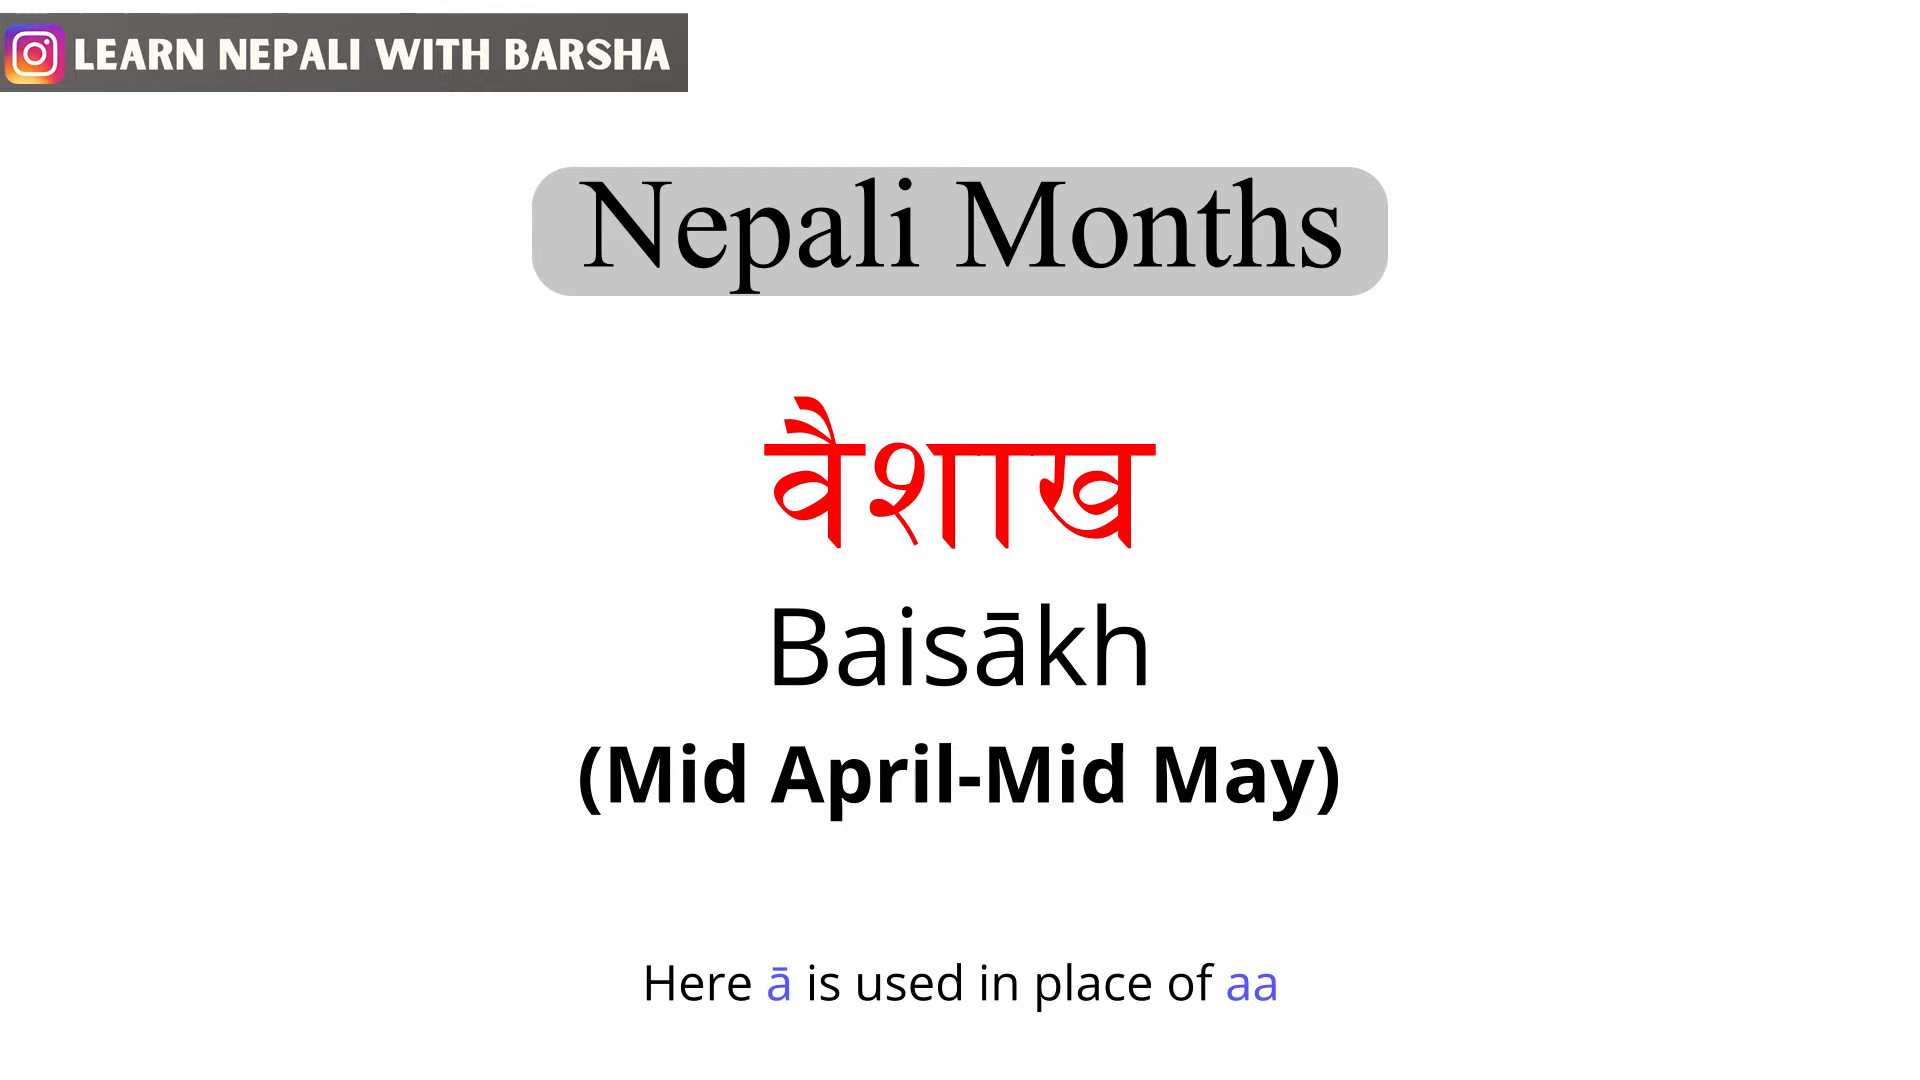 LEARN NEPALI WITH BARSHA
Nepali Months
वैशाख
Baisākh
(Mid April-Mid May)
Here ā is used in place of aa